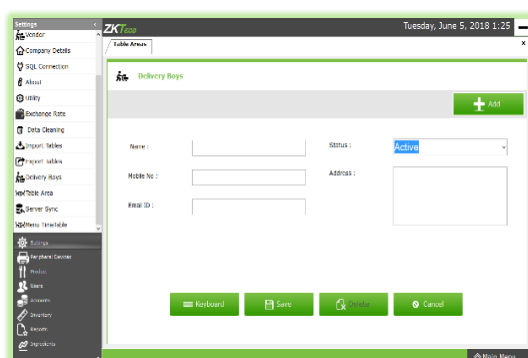 Settings
ZKTeco
Tuesday, June 5, 2018 1:25
Vendor
Table Areas
x
Company Details
SQL Connection
Delivery Boys
About
Utility
Add
Exchange Rate
Data Cleaning
Import Tables
Name :
Status :
Active
Export Tables
Delivery Boys
Mobile No :
Address :
Table Area
Server Sync
Email ID :
Menu Timetable
Settings
Peripheral Devices
Product
Users
Accounts
Keyboard
Save
Delete
Cancel
Inventory
Reports
Ingredients
Main Menu